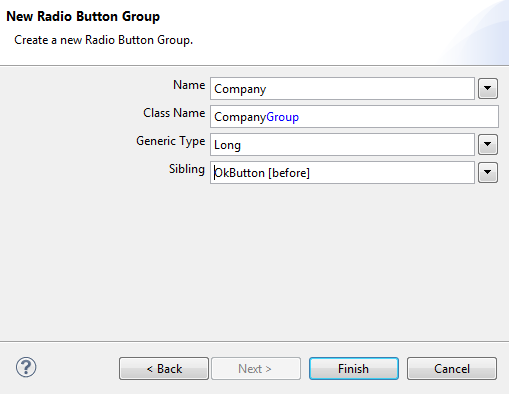 New Radio Button Group
Create a new Radio Button Group.
Name Company
Class Name CompanyGroup
Generic Type Long
Sibling OkButton [before]
? < Back Next > Finish Cancel